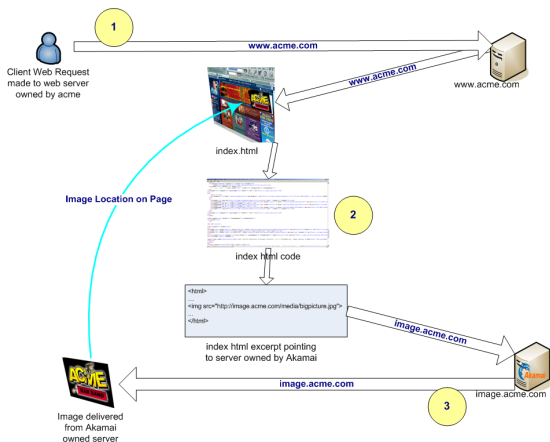 1
www.acme.com
Client Web Request
made to web server
owned by acme
www.acme.com
www.acme.com
index.html
Image Location on Page
2
index html code
<html>
...
<img src="http://image.acme.com/media/bigpicture.jpg">
...
</html>
index html excerpt pointing
to server owned by Akamai
image.acme.com
Akamai
image.acme.com
image.acme.com
3
ACME
Image delivered
from Akamai
owned server